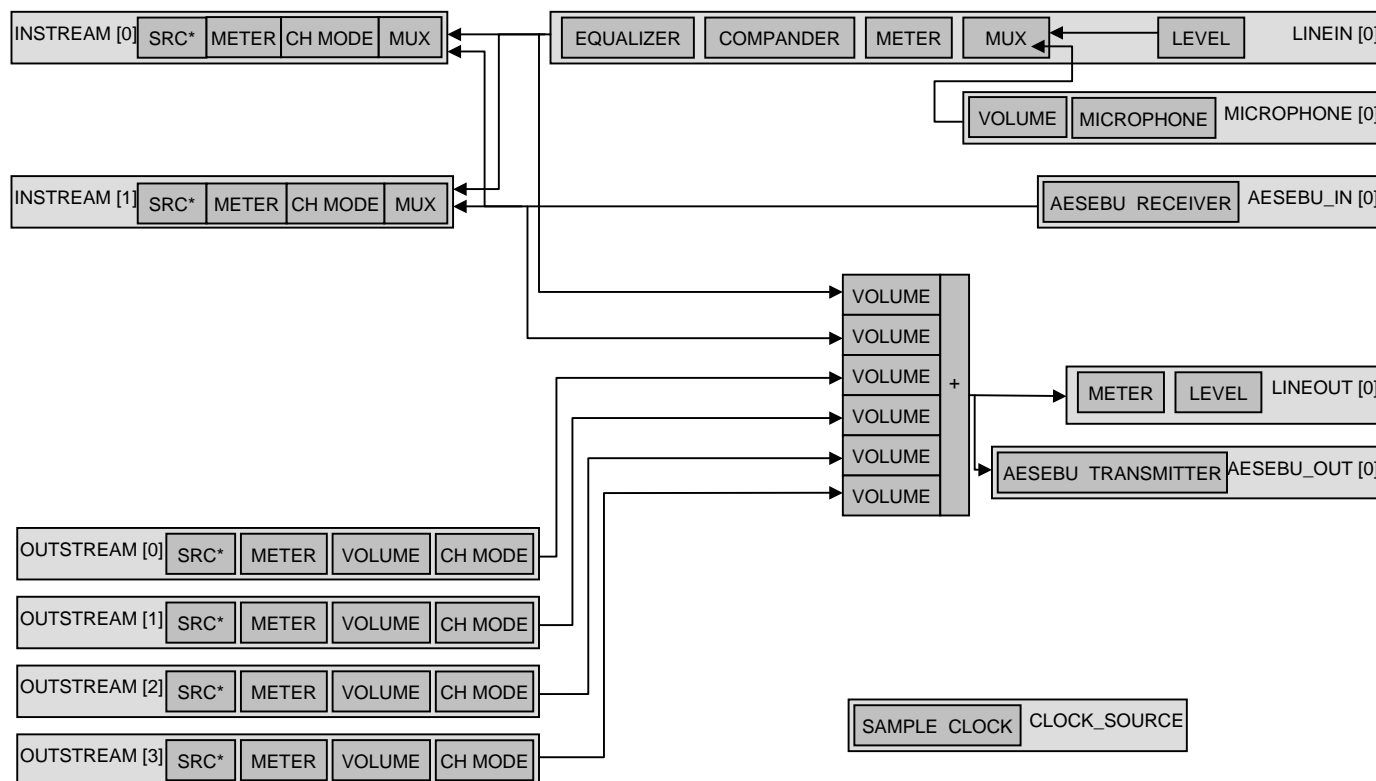 INSTREAM [0] SRC* METER CH MODE MUX
EQUALIZER COMPANDER METER MUX LEVEL LINEIN [0]
VOLUME MICROPHONE MICROPHONE [0]
INSTREAM [1] SRC* METER CH MODE MUX
AESEBU RECEIVER AESEBU_IN [0]
VOLUME
VOLUME
VOLUME
VOLUME
VOLUME
VOLUME
+
METER LEVEL LINEOUT [0]
AESEBU TRANSMITTER AESEBU_OUT [0]
OUTSTREAM [0] SRC* METER VOLUME CH MODE
OUTSTREAM [1] SRC* METER VOLUME CH MODE
OUTSTREAM [2] SRC* METER VOLUME CH MODE
OUTSTREAM [3] SRC* METER VOLUME CH MODE
SAMPLE CLOCK CLOCK_SOURCE